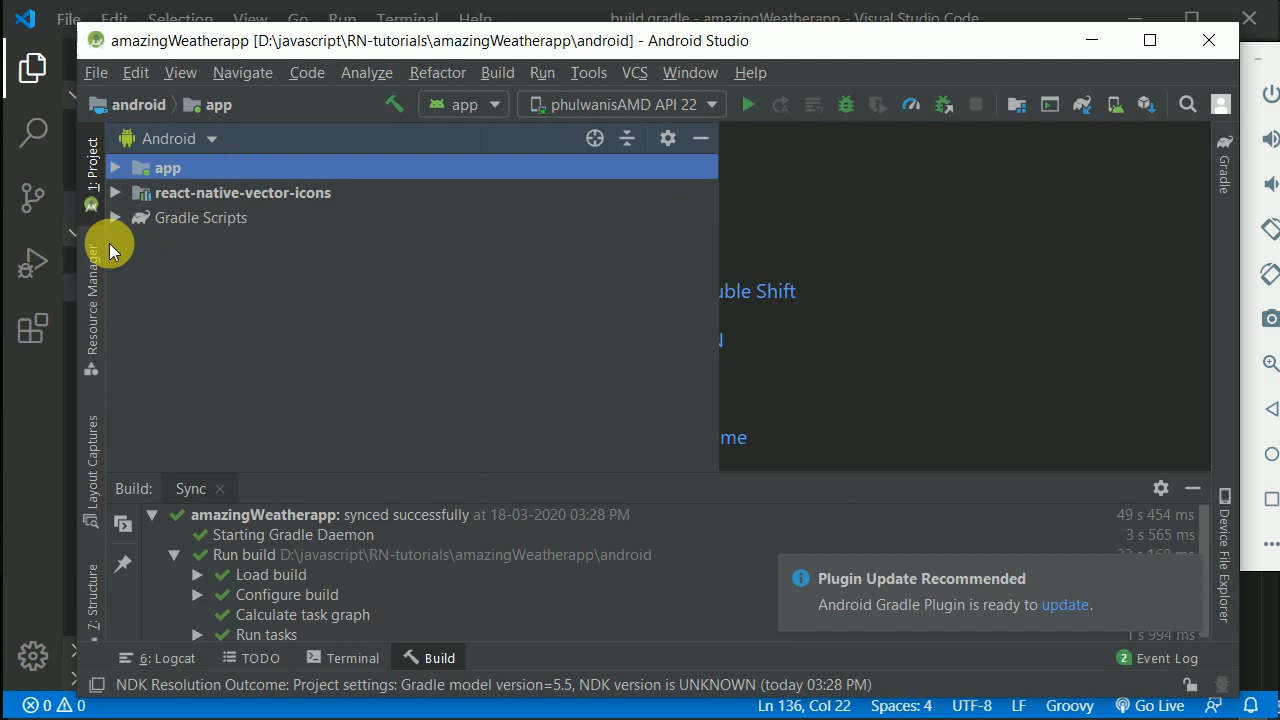 File Edit Selection View Go Run Terminal Help build.gradle - amazingWeatherapp - Visual Studio Code
amazingWeatherapp [D:\javascript\RN-tutorials\amazingWeatherapp\android] - Android Studio
File Edit View Navigate Code Analyze Refactor Build Run Tools VCS Window Help
android app app phulwanisAMD API 22
Android
app
react-native-vector-icons
Gradle Scripts
1: Project
Resource Manager
Layout Captures
7: Structure
Gradle
Device File Explorer
uble Shift
N
me
Build: Sync
amazingWeatherapp: synced successfully at 18-03-2020 03:28 PM 49 s 454 ms
Starting Gradle Daemon 3 s 565 ms
Run build D:\javascript\RN-tutorials\amazingWeatherapp\android
Load build
Configure build
Calculate task graph
Run tasks 1 s 994 ms
Plugin Update Recommended
Android Gradle Plugin is ready to update.
6: Logcat TODO Terminal Build 2 Event Log
NDK Resolution Outcome: Project settings: Gradle model version=5.5, NDK version is UNKNOWN (today 03:28 PM)
0 0 Ln 136, Col 22 Spaces: 4 UTF-8 LF Groovy Go Live